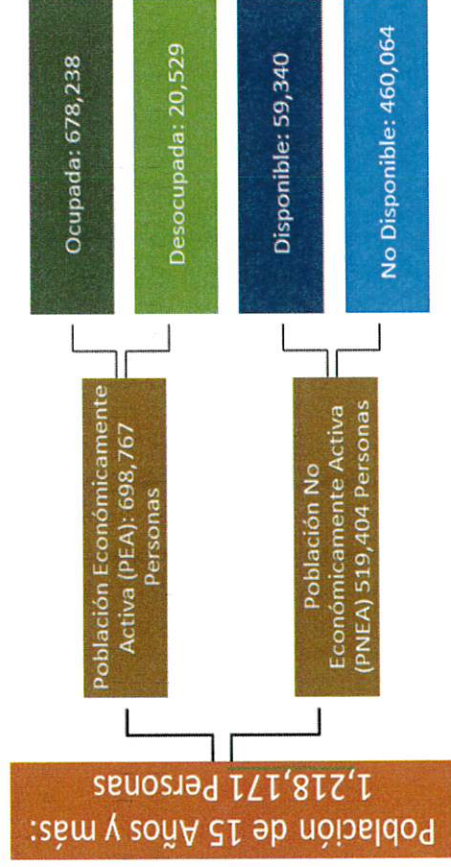 Población de 15 Años y más:
1,218,171 Personas
Población Económicamente
Activa (PEA): 698,767
Personas
Ocupada: 678,238
Desocupada: 20,529
Población No
Económicamente Activa
(PNEA) 519,404 Personas
Disponible: 59,340
No Disponible: 460,064